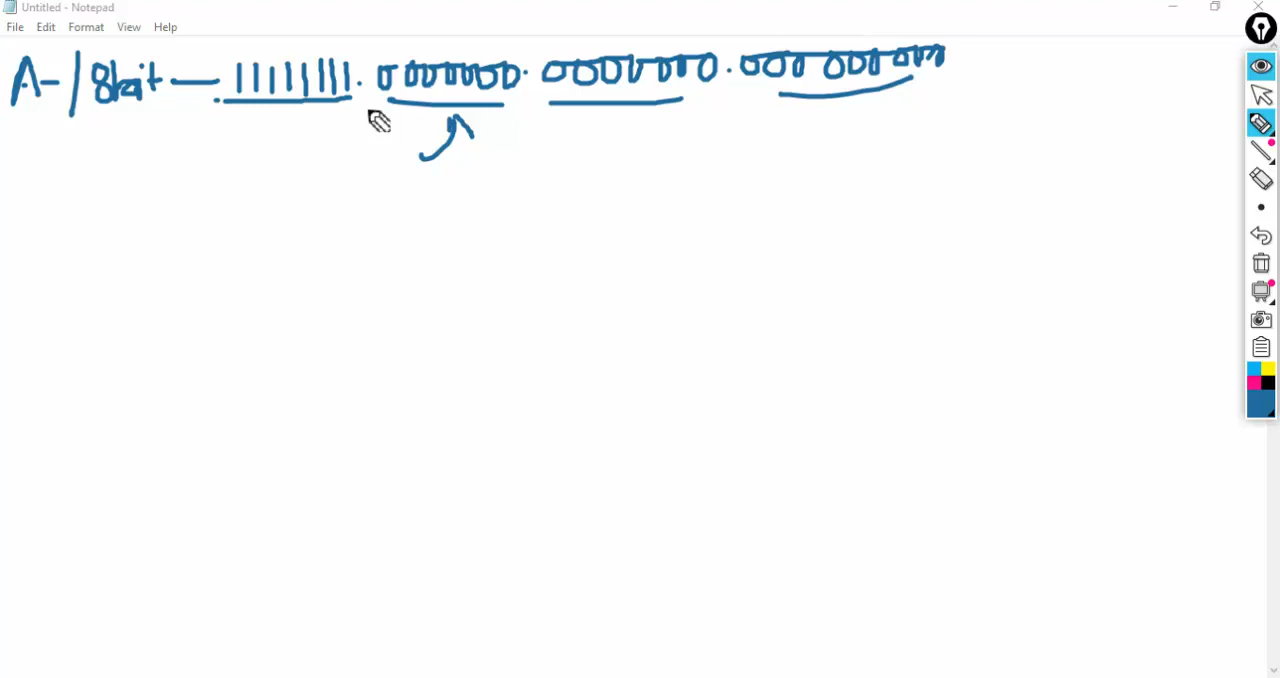 Untitled - Notepad
File Edit Format View Help
A - /8bit — 11111111 . 00000000 . 00000000 . 00000000